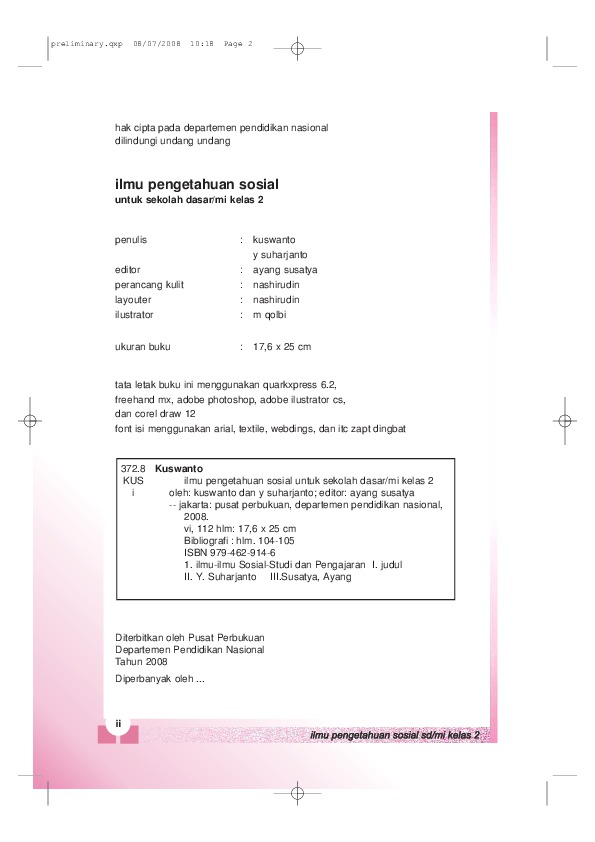 preliminary.qxp 08/07/2008 10:18 Page 2
hak cipta pada departemen pendidikan nasional
dilindungi undang undang
ilmu pengetahuan sosial
untuk sekolah dasar/mi kelas 2
penulis : kuswanto
y suharjanto
editor : ayang susatya
perancang kulit : nashirudin
layouter : nashirudin
ilustrator : m qolbi
ukuran buku : 17,6 x 25 cm
tata letak buku ini menggunakan quarkxpress 6.2,
freehand mx, adobe photoshop, adobe ilustrator cs,
dan corel draw 12
font isi menggunakan arial, textile, webdings, dan itc zapt dingbat
372.8 Kuswanto
KUS ilmu pengetahuan sosial untuk sekolah dasar/mi kelas 2
i oleh: kuswanto dan y suharjanto; editor: ayang susatya
-- jakarta: pusat perbukuan, departemen pendidikan nasional,
2008.
vi, 112 hlm: 17,6 x 25 cm
Bibliografi : hlm. 104-105
ISBN 979-462-914-6
1. ilmu-ilmu Sosial-Studi dan Pengajaran I. judul
II. Y. Suharjanto III.Susatya, Ayang
Diterbitkan oleh Pusat Perbukuan
Departemen Pendidikan Nasional
Tahun 2008
Diperbanyak oleh ...
ii
ilmu pengetahuan sosial sd/mi kelas 2